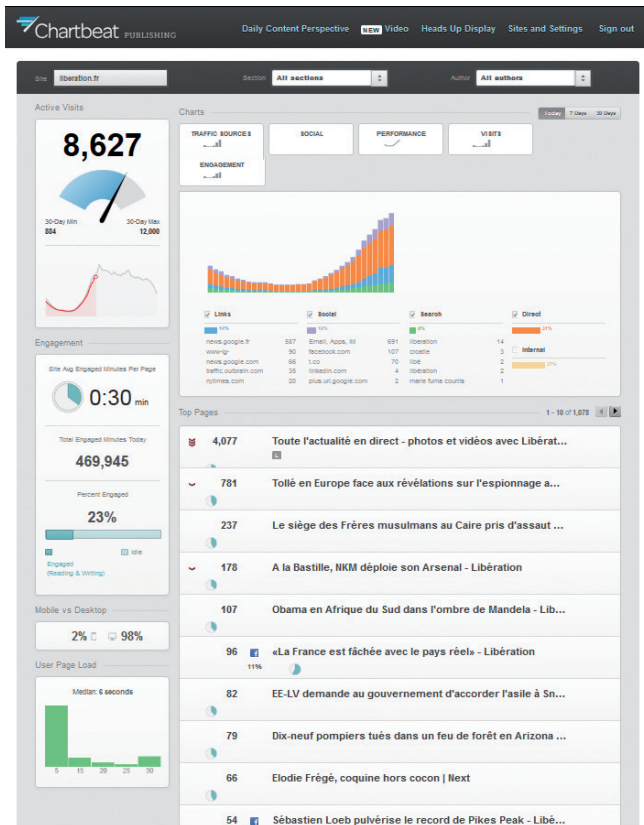 Chartbeat PUBLISHING
Daily Content Perspective NEW Video Heads Up Display Sites and Settings Sign out
Site liberation.fr Section All sections Author All authors
Active Visits
8,627
30-Day Min 30-Day Max
884 12,000
Engagement
Site Avg Engaged Minutes Per Page
0:30 min
Total Engaged Minutes Today
469,945
Percent Engaged
23%
Engaged Idle
(Reading & Writing)
Mobile vs Desktop
2% 98%
User Page Load
Median: 6 seconds
5 15 20 25 30
Charts Today 7 Days 30 Days
TRAFFIC SOURCES SOCIAL PERFORMANCE VISITS
ENGAGEMENT
Links Social Search Direct
news.google.fr 587 Email, Apps, IM 691 liberation 14
90 facebook.com 107 croatie 3 Internal
news.google.com 66 t.co 70 libé 2
traffic.outbrain.com 35 linkedin.com 4 libération 2
nytimes.com 20 plus.url.google.com 2 marie fuma courtis 1
Top Pages 1 - 10 of 1,078
4,077 Toute l'actualité en direct - photos et vidéos avec Libérat...
L
781 Tollé en Europe face aux révélations sur l'espionnage a...
237 Le siège des Frères musulmans au Caire pris d'assaut ...
178 A la Bastille, NKM déploie son Arsenal - Libération
107 Obama en Afrique du Sud dans l'ombre de Mandela - Lib...
96 «La France est fâchée avec le pays réel» - Libération
11%
82 EE-LV demande au gouvernement d'accorder l'asile à Sn...
79 Dix-neuf pompiers tués dans un feu de forêt en Arizona ...
66 Elodie Frégé, coquine hors cocon | Next
54 Sébastien Loeb pulvérise le record de Pikes Peak - Libé...